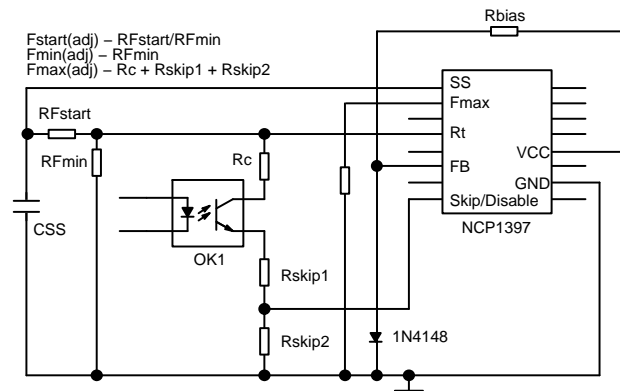 Rbias
Fstart(adj) – RFstart/RFmin
Fmin(adj) – RFmin
Fmax(adj) – Rc + Rskip1 + Rskip2
SS
Fmax
RFstart
Rt
RFmin
Rc
VCC
FB
GND
Skip/Disable
CSS
NCP1397
OK1
Rskip1
Rskip2
1N4148